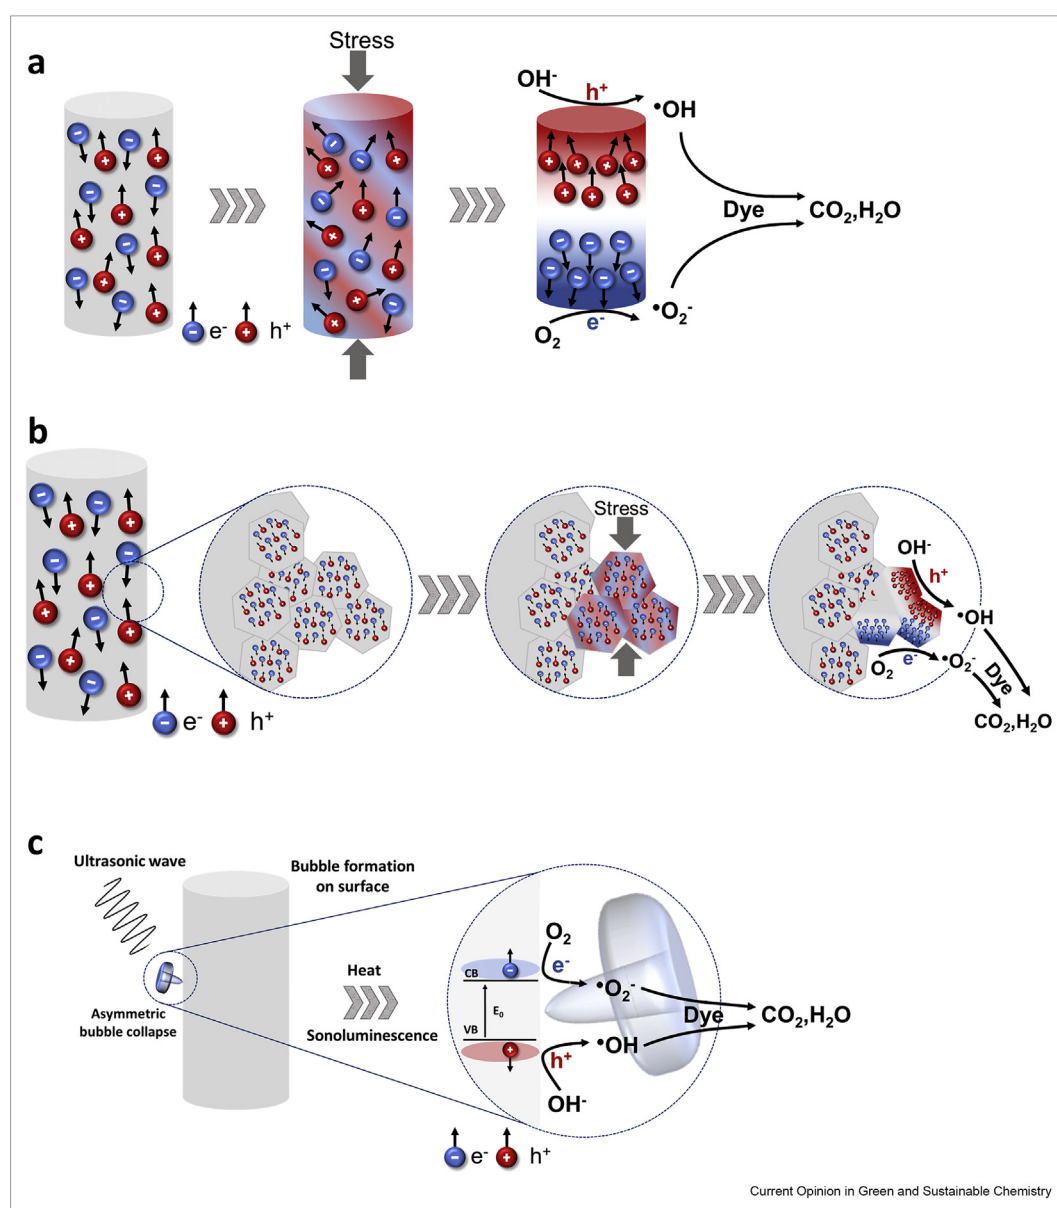 a
Stress
OH⁻
h⁺
•OH
Dye
CO₂,H₂O
e⁻
h⁺
O₂
e⁻
•O₂⁻
b
Stress
OH⁻
h⁺
•OH
O₂
e⁻
•O₂⁻
Dye
CO₂,H₂O
e⁻
h⁺
c
Ultrasonic wave
Bubble formation
on surface
Asymmetric
bubble collapse
Heat
Sonoluminescence
O₂
e⁻
CB
•O₂⁻
E₀
Dye
CO₂,H₂O
VB
•OH
h⁺
OH⁻
e⁻
h⁺
Current Opinion in Green and Sustainable Chemistry